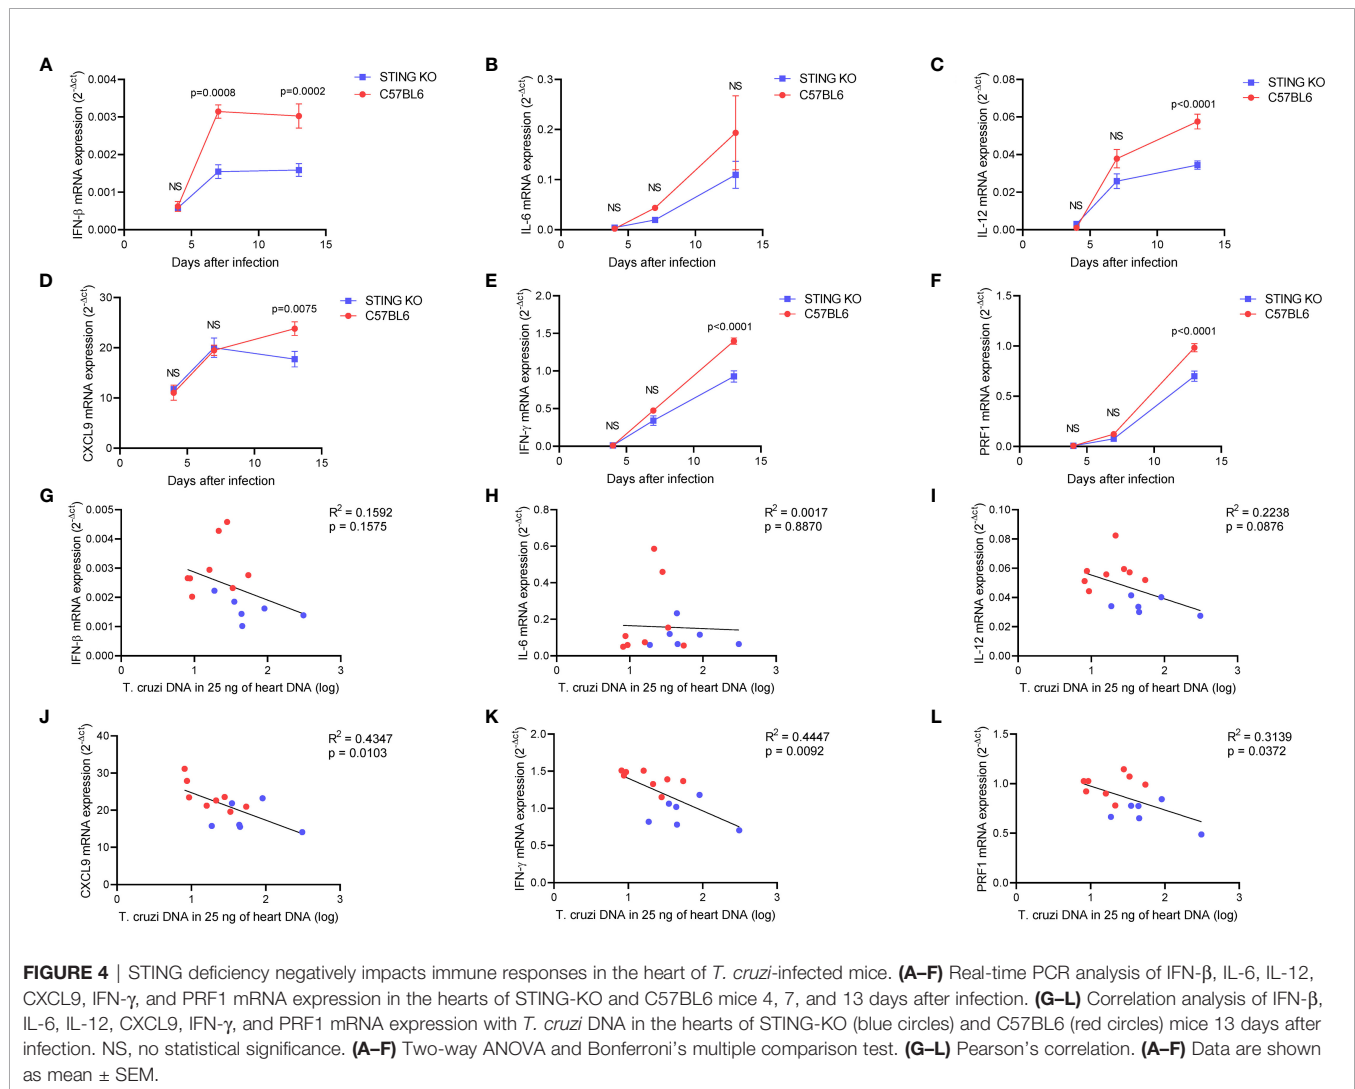 A
IFN-β mRNA expression (2^-Δct)
0.004
0.003
0.002
0.001
0.000
0 5 10 15
Days after infection
NS
p=0.0008
p=0.0002
STING KO
C57BL6
B
IL-6 mRNA expression (2^-Δct)
0.3
0.2
0.1
0.0
0 5 10 15
Days after infection
NS
NS
NS
STING KO
C57BL6
C
IL-12 mRNA expression (2^-Δct)
0.08
0.06
0.04
0.02
0.00
0 5 10 15
Days after infection
NS
NS
p<0.0001
STING KO
C57BL6
D
CXCL9 mRNA expression (2^-Δct)
30
20
10
0
0 5 10 15
Days after infection
NS
NS
p=0.0075
STING KO
C57BL6
E
IFN-γ mRNA expression (2^-Δct)
2.0
1.5
1.0
0.5
0.0
0 5 10 15
Days after infection
NS
NS
p<0.0001
STING KO
C57BL6
F
PRF1 mRNA expression (2^-Δct)
1.5
1.0
0.5
0.0
0 5 10 15
Days after infection
NS
NS
p<0.0001
STING KO
C57BL6
G
IFN-β mRNA expression (2^-Δct)
0.005
0.004
0.003
0.002
0.001
0.000
0 1 2 3
T. cruzi DNA in 25 ng of heart DNA (log)
R² = 0.1592
p = 0.1575
H
IL-6 mRNA expression (2^-Δct)
0.8
0.6
0.4
0.2
0.0
0 1 2 3
T. cruzi DNA in 25 ng of heart DNA (log)
R² = 0.0017
p = 0.8870
I
IL-12 mRNA expression (2^-Δct)
0.10
0.08
0.06
0.04
0.02
0.00
0 1 2 3
T. cruzi DNA in 25 ng of heart DNA (log)
R² = 0.2238
p = 0.0876
J
CXCL9 mRNA expression (2^-Δct)
40
30
20
10
0
0 1 2 3
T. cruzi DNA in 25 ng of heart DNA (log)
R² = 0.4347
p = 0.0103
K
IFN-γ mRNA expression (2^-Δct)
2.0
1.5
1.0
0.5
0.0
0 1 2 3
T. cruzi DNA in 25 ng of heart DNA (log)
R² = 0.4447
p = 0.0092
L
PRF1 mRNA expression (2^-Δct)
1.5
1.0
0.5
0.0
0 1 2 3
T. cruzi DNA in 25 ng of heart DNA (log)
R² = 0.3139
p = 0.0372
FIGURE 4 | STING deficiency negatively impacts immune responses in the heart of T. cruzi-infected mice. (A–F) Real-time PCR analysis of IFN-β, IL-6, IL-12,
CXCL9, IFN-γ, and PRF1 mRNA expression in the hearts of STING-KO and C57BL6 mice 4, 7, and 13 days after infection. (G–L) Correlation analysis of IFN-β,
IL-6, IL-12, CXCL9, IFN-γ, and PRF1 mRNA expression with T. cruzi DNA in the hearts of STING-KO (blue circles) and C57BL6 (red circles) mice 13 days after
infection. NS, no statistical significance. (A–F) Two-way ANOVA and Bonferroni's multiple comparison test. (G–L) Pearson's correlation. (A–F) Data are shown
as mean ± SEM.